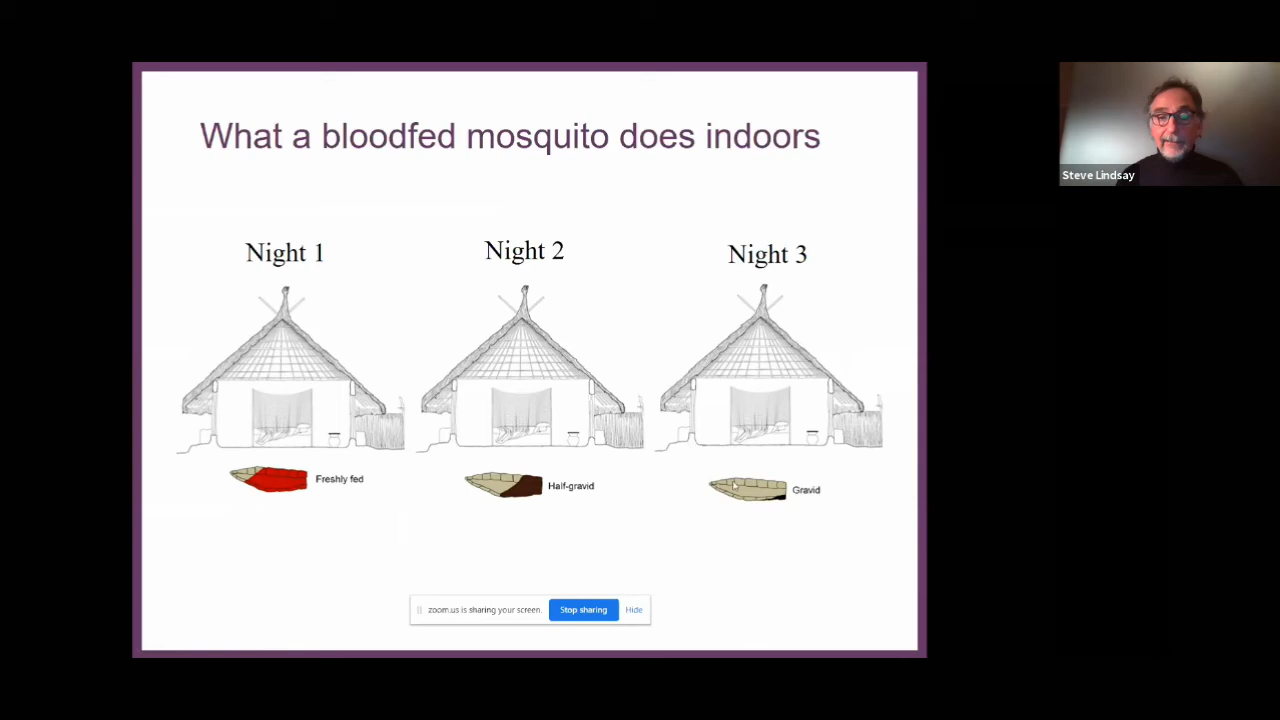 What a bloodfed mosquito does indoors
Night 1
Night 2
Night 3
Freshly fed
Half-gravid
Gravid
zoom.us is sharing your screen.
Stop sharing
Hide
Steve Lindsay